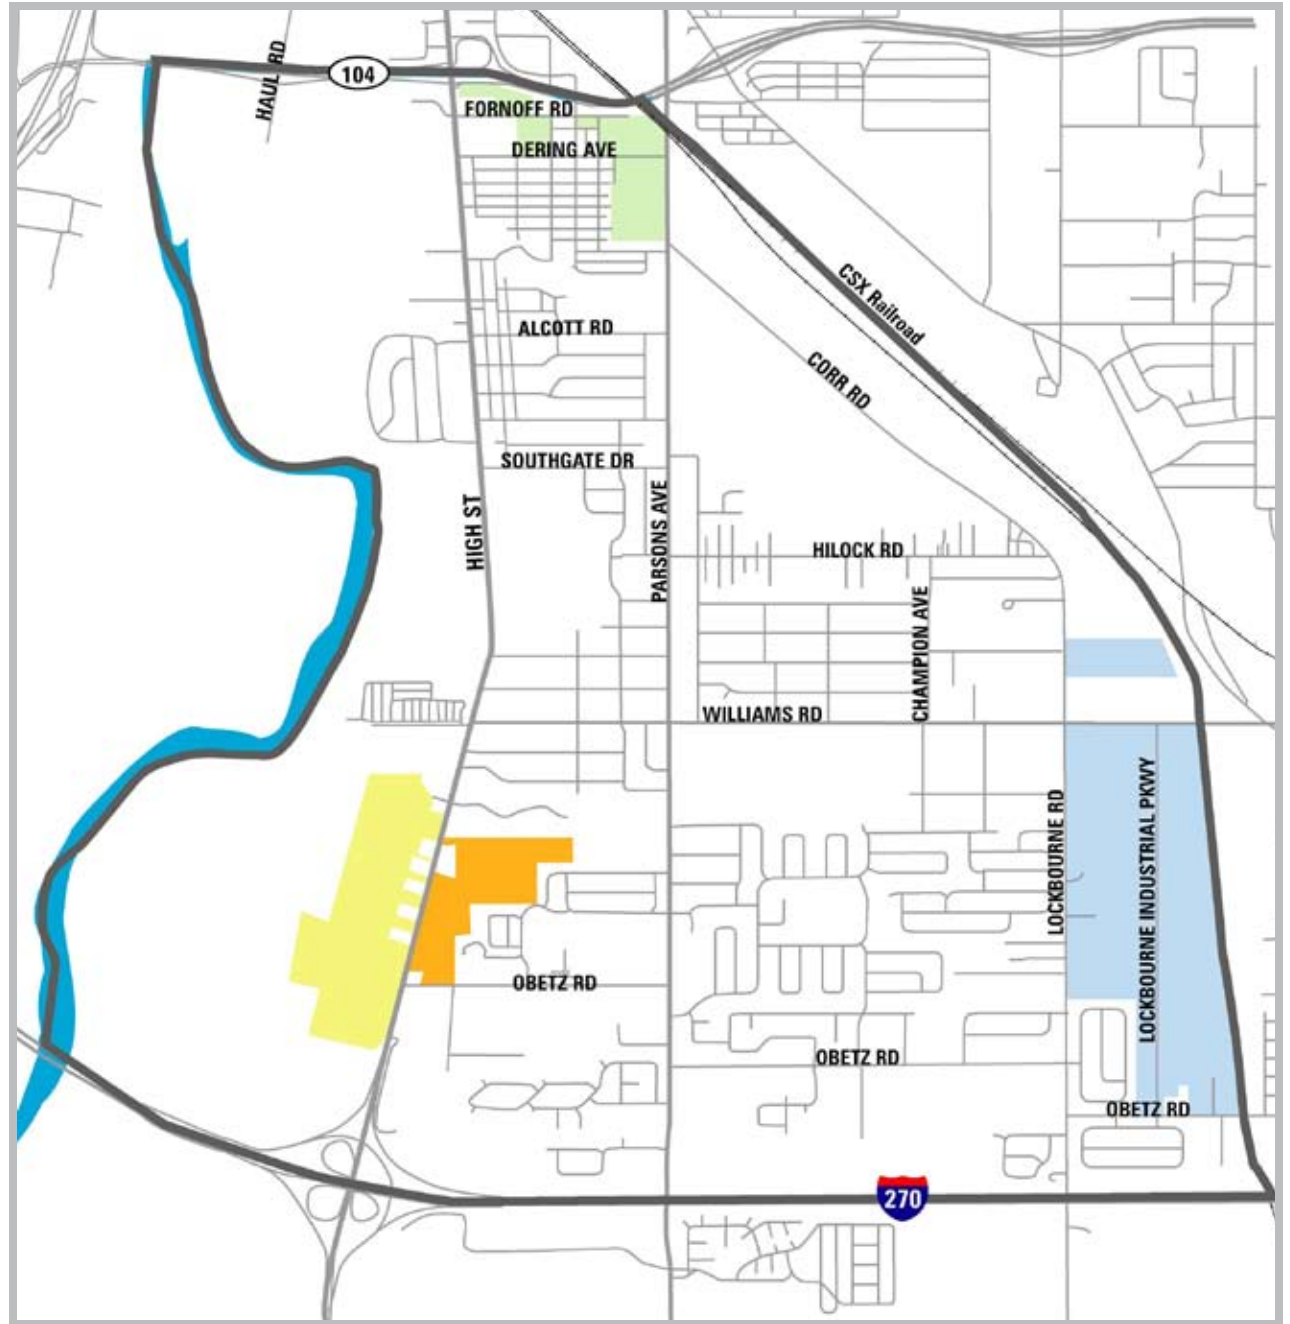 HAUL RD
104
FORNOFF RD
DERING AVE
CSX Railroad
ALCOTT RD
CORR RD
SOUTHGATE DR
HIGH ST
PARSONS AVE
HILOCK RD
CHAMPION AVE
WILLIAMS RD
LOCKBOURNE RD
LOCKBOURNE INDUSTRIAL PKWY
OBETZ RD
OBETZ RD
OBETZ RD
270